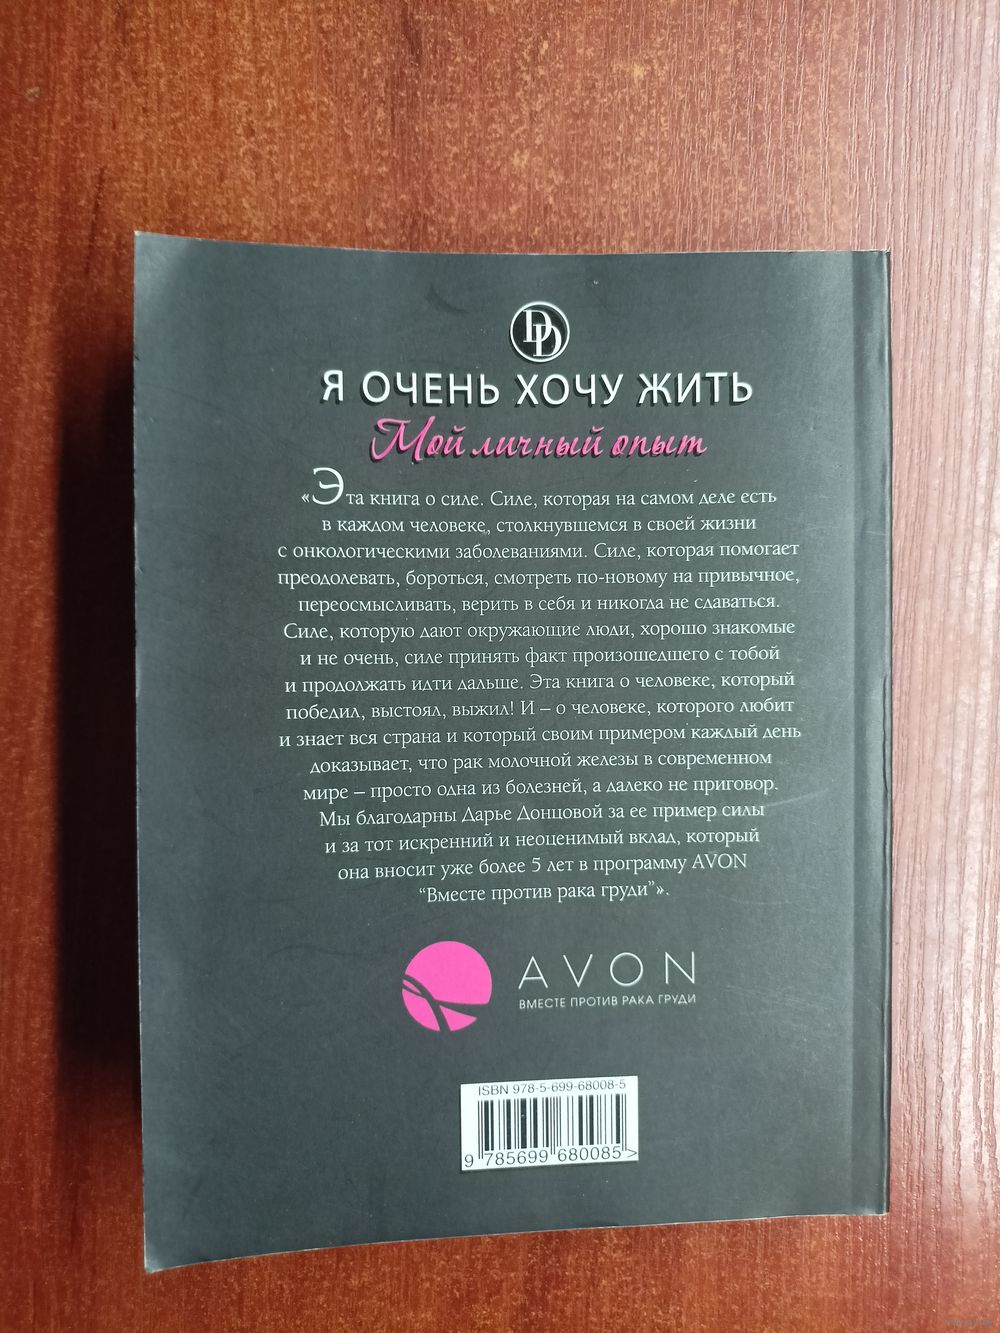 DD
Я ОЧЕНЬ ХОЧУ ЖИТЬ
Мой личный опыт
«Эта книга о силе. Силе, которая на самом деле есть
в каждом человеке, столкнувшемся в своей жизни
с онкологическими заболеваниями. Силе, которая помогает
преодолевать, бороться, смотреть по-новому на привычное,
переосмысливать, верить в себя и никогда не сдаваться.
Силе, которую дают окружающие люди, хорошо знакомые
и не очень, силе принять факт произошедшего с тобой
и продолжать идти дальше. Эта книга о человеке, который
победил, выстоял, выжил! И – о человеке, которого любит
и знает вся страна и который своим примером каждый день
доказывает, что рак молочной железы в современном
мире – просто одна из болезней, а далеко не приговор.
Мы благодарны Дарье Донцовой за ее пример силы
и за тот искренний и неоценимый вклад, который
она вносит уже более 5 лет в программу AVON
“Вместе против рака груди”».
AVON
ВМЕСТЕ ПРОТИВ РАКА ГРУДИ
ISBN 978-5-699-68008-5
9 785699 680085>